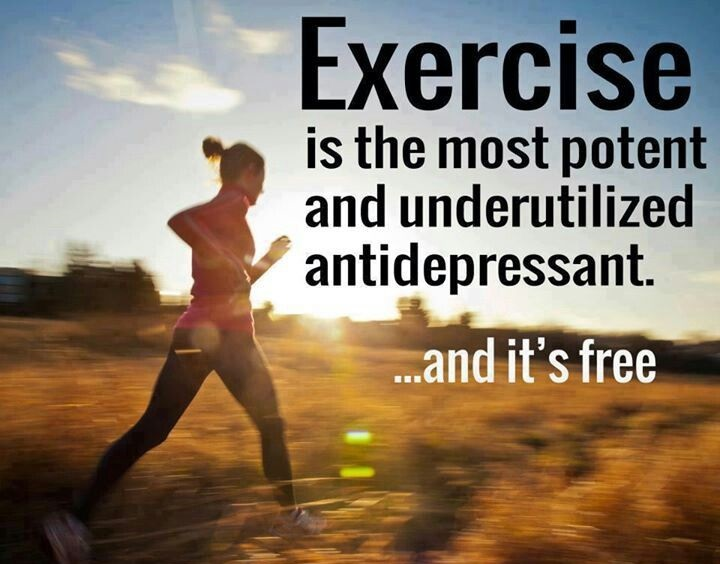 Exercise
is the most potent
and underutilized
antidepressant.
...and it's free